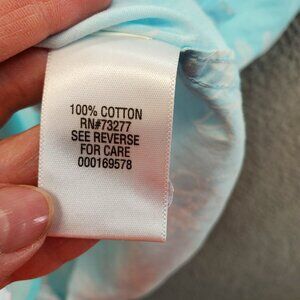 100% COTTON
RN#73277
SEE REVERSE
FOR CARE
000169578